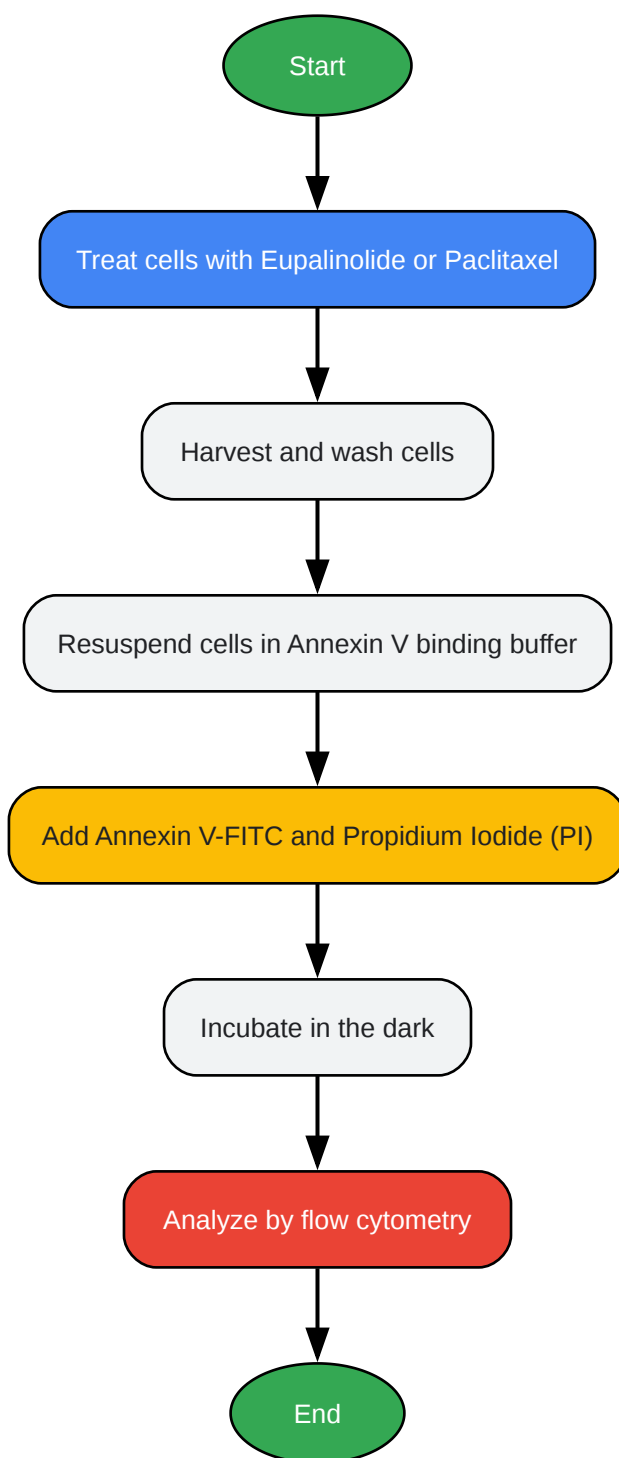 Start
Treat cells with Eupalinolide or Paclitaxel
Harvest and wash cells
Resuspend cells in Annexin V binding buffer
Add Annexin V-FITC and Propidium Iodide (PI)
Incubate in the dark
Analyze by flow cytometry
End